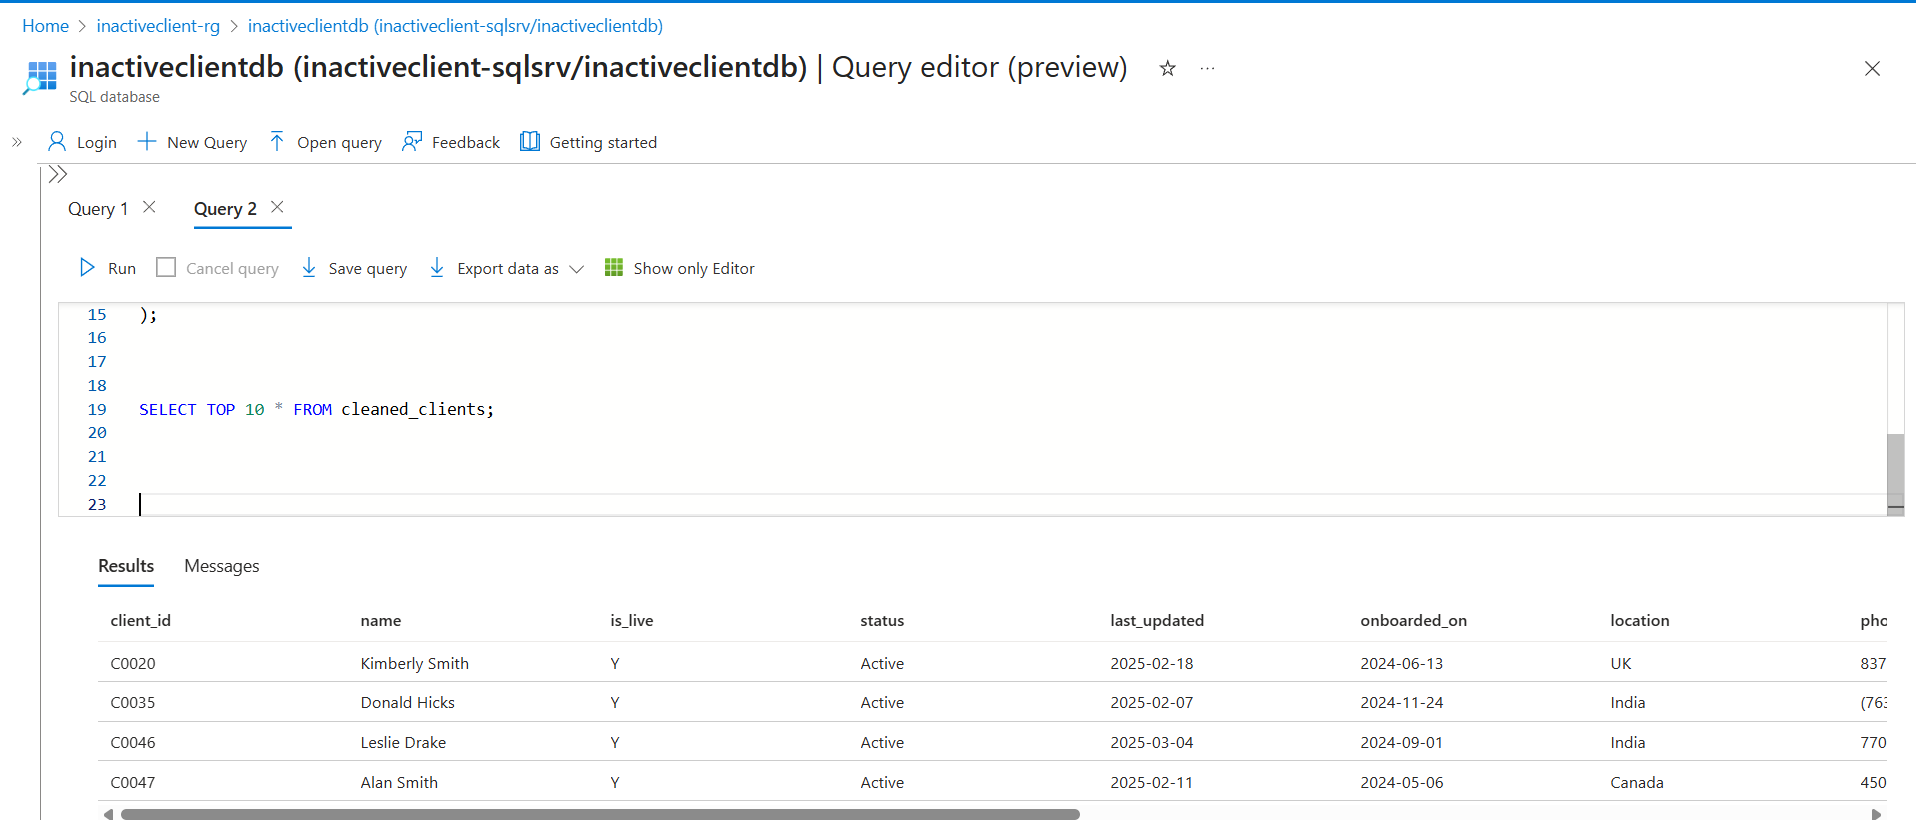 Home > inactiveclient-rg > inactiveclientdb (inactiveclient-sqlsrv/inactiveclientdb)
inactiveclientdb (inactiveclient-sqlsrv/inactiveclientdb) | Query editor (preview)
SQL database
Login New Query Open query Feedback Getting started
Query 1 Query 2
Run Cancel query Save query Export data as Show only Editor
15 );
16
17
18
19 SELECT TOP 10 * FROM cleaned_clients;
20
21
22
23
Results Messages
client_id name is_live status last_updated onboarded_on location pho
C0020 Kimberly Smith Y Active 2025-02-18 2024-06-13 UK 837
C0035 Donald Hicks Y Active 2025-02-07 2024-11-24 India (763
C0046 Leslie Drake Y Active 2025-03-04 2024-09-01 India 770
C0047 Alan Smith Y Active 2025-02-11 2024-05-06 Canada 450